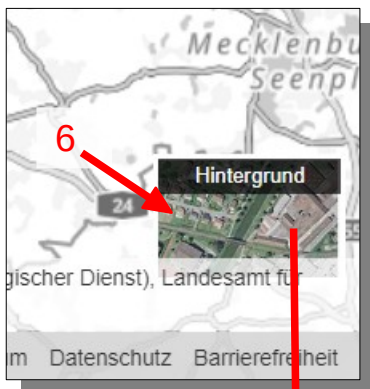 Mecklenbu
Seenpl
6
Hintergrund
24
gischer Dienst), Landesamt für
Datenschutz Barrierefreiheit